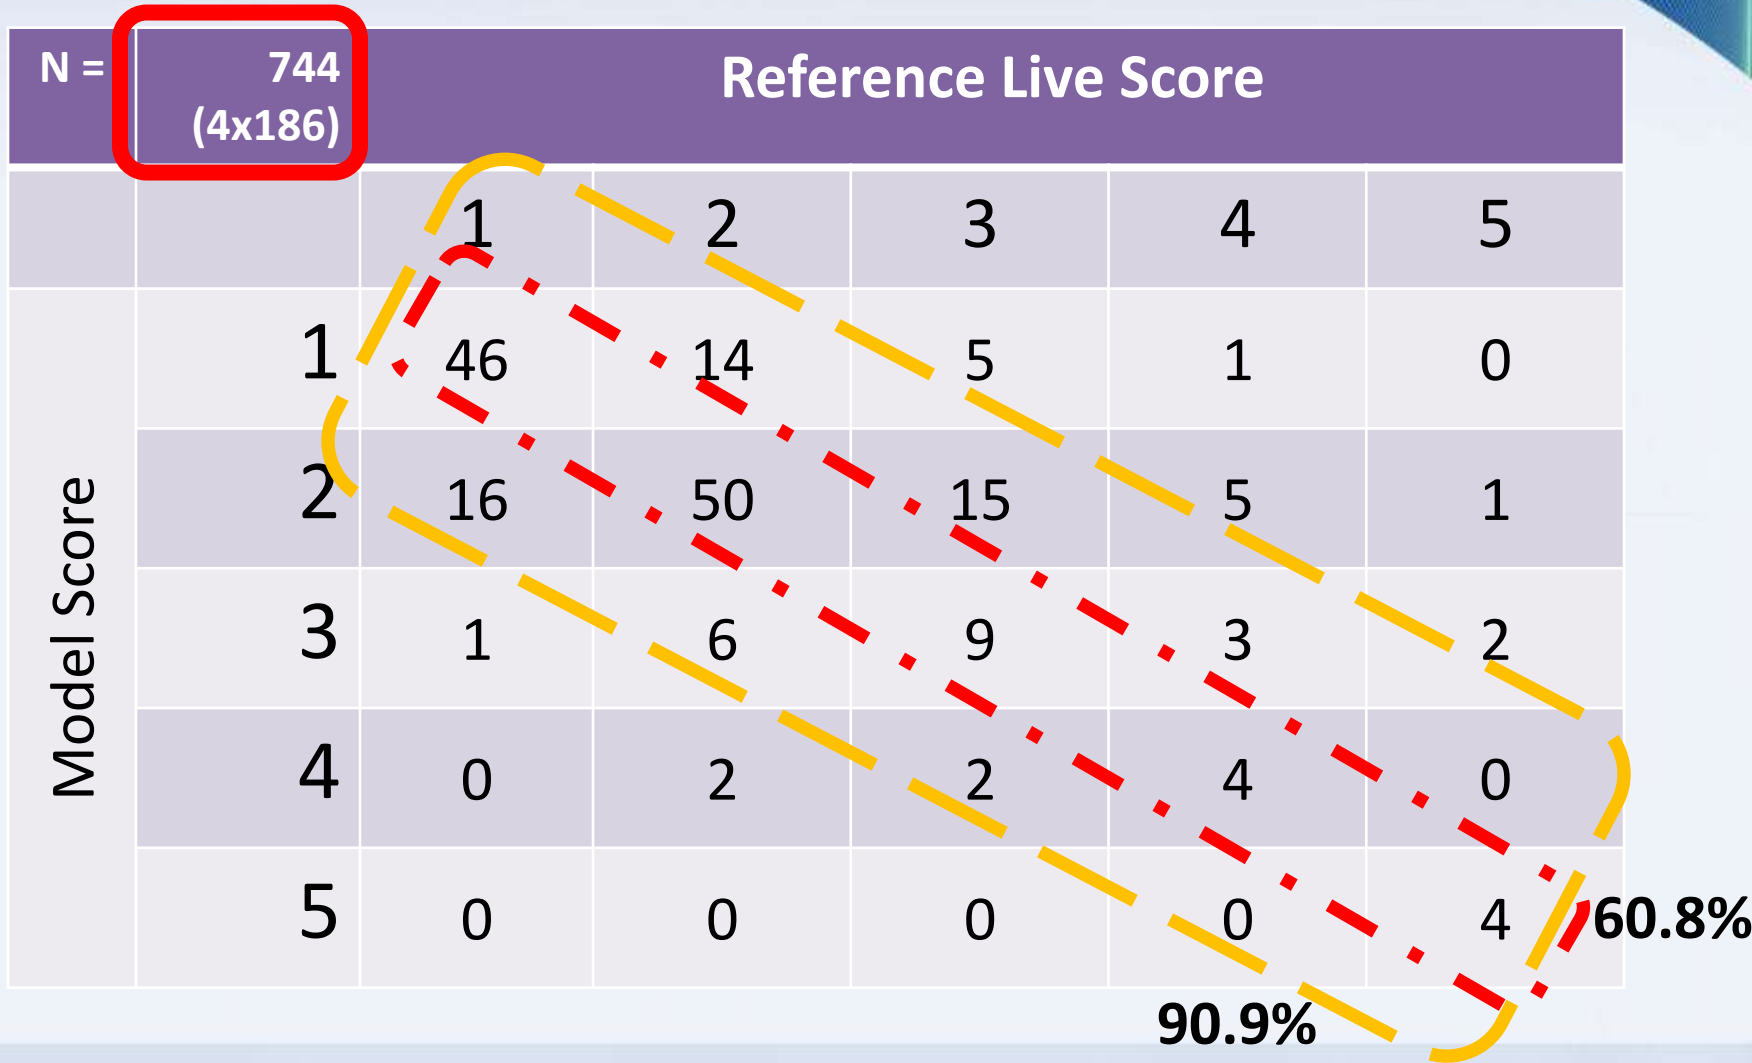 N = 744 Reference Live Score
(4x186)
1 2 3 4 5
Model Score
1 46 14 5 1 0
2 16 50 15 5 1
3 1 6 9 3 2
4 0 2 2 4 0
5 0 0 0 0 4 60.8%
90.9%